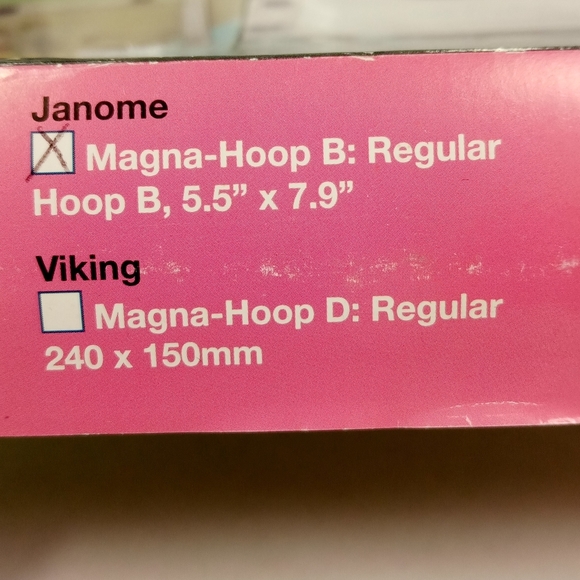 Janome
Magna-Hoop B: Regular
Hoop B, 5.5” x 7.9”
Viking
Magna-Hoop D: Regular
240 x 150mm